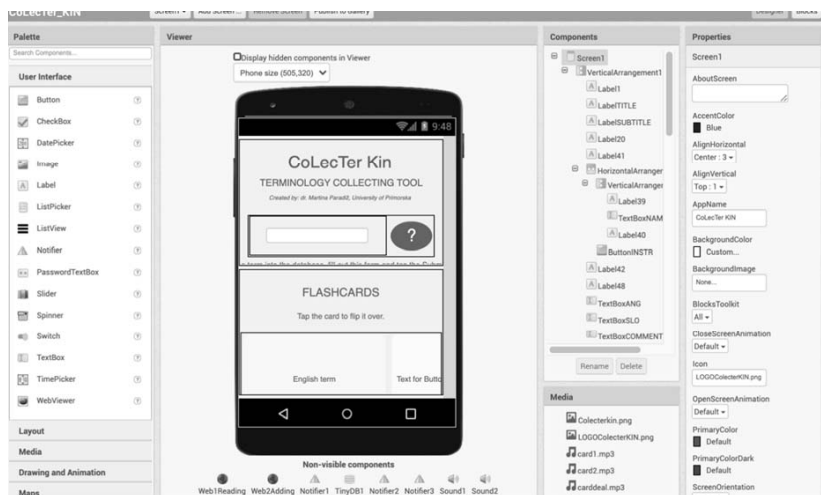 CoLecTer_KIN
Screen1 Add Screen ... Remove Screen Publish to Gallery
Designer Blocks
Palette
Search Components...
User Interface
Button
CheckBox
DatePicker
Image
Label
ListPicker
ListView
Notifier
PasswordTextBox
Slider
Spinner
Switch
TextBox
TimePicker
WebViewer
Layout
Media
Drawing and Animation
Maps
Viewer
Display hidden components in Viewer
Phone size (505,320)
9:48
CoLecTer Kin
TERMINOLOGY COLLECTING TOOL
Created by: dr. Martina Paradiž, University of Primorska
?
FLASHCARDS
Tap the card to flip it over.
English term
Text for Butto
Non-visible components
Web1Reading Web2Adding Notifier1 TinyDB1 Notifier2 Notifier3 Sound1 Sound2
Components
Screen1
VerticalArrangement1
Label1
LabelTITLE
LabelSUBTITLE
Label20
Label41
HorizontalArranger
VerticalArranger
Label39
TextBoxNAM
Label40
ButtonINSTR
Label42
Label48
TextBoxANG
TextBoxSLO
TextBoxCOMMENT
Rename Delete
Media
Colecterkin.png
LOGOColecterKIN.png
card1.mp3
card2.mp3
carddeal.mp3
Properties
Screen1
AboutScreen
AccentColor
Blue
AlignHorizontal
Center : 3
AlignVertical
Top : 1
AppName
CoLecTer KIN
BackgroundColor
Custom...
BackgroundImage
None...
BlocksToolkit
All
CloseScreenAnimation
Default
Icon
LOGOColecterKIN.png
OpenScreenAnimation
Default
PrimaryColor
Default
PrimaryColorDark
Default
ScreenOrientation